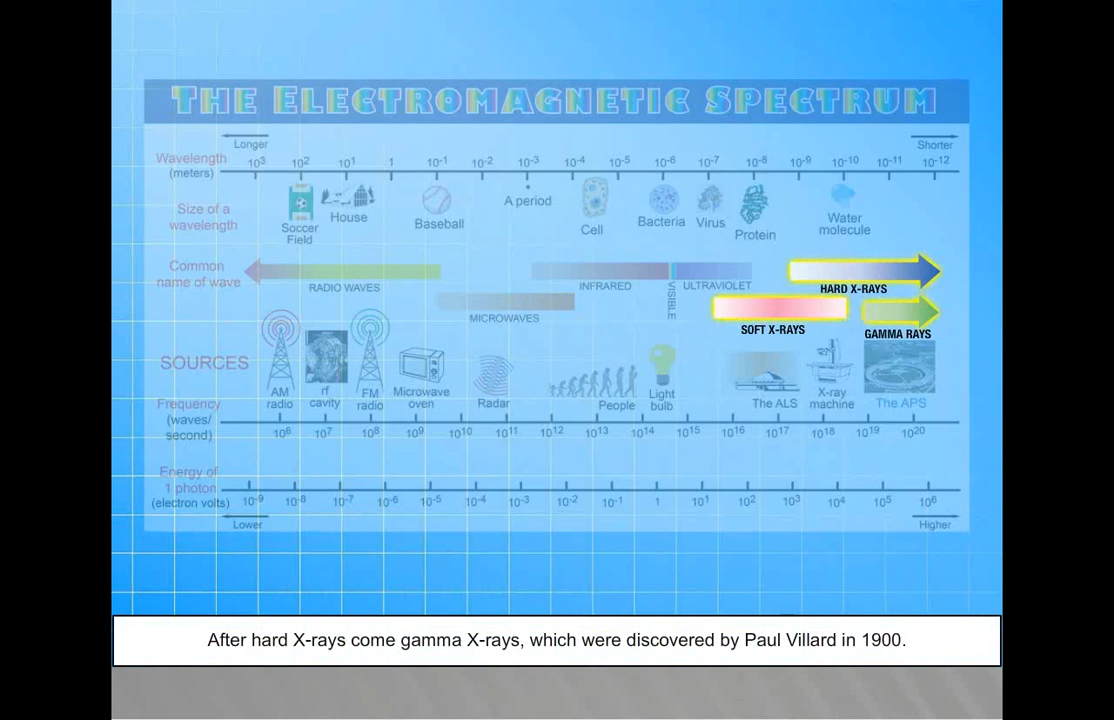 THE ELECTROMAGNETIC SPECTRUM
Longer
Shorter
Wavelength
(meters)
10³ 10² 10¹ 1 10⁻¹ 10⁻² 10⁻³ 10⁻⁴ 10⁻⁵ 10⁻⁶ 10⁻⁷ 10⁻⁸ 10⁻⁹ 10⁻¹⁰ 10⁻¹¹ 10⁻¹²
Size of a
wavelength
Soccer
Field
House
Baseball
A period
Cell
Bacteria
Virus
Protein
Water
molecule
Common
name of wave
RADIO WAVES
MICROWAVES
INFRARED
VISIBLE
ULTRAVIOLET
HARD X-RAYS
SOFT X-RAYS
GAMMA RAYS
SOURCES
AM
radio
rf
cavity
FM
radio
Microwave
oven
Radar
People
Light
bulb
The ALS
X-ray
machine
The APS
Frequency
(waves/
second)
10⁶ 10⁷ 10⁸ 10⁹ 10¹⁰ 10¹¹ 10¹² 10¹³ 10¹⁴ 10¹⁵ 10¹⁶ 10¹⁷ 10¹⁸ 10¹⁹ 10²⁰
Energy of
1 photon
(electron volts)
10⁻⁹ 10⁻⁸ 10⁻⁷ 10⁻⁶ 10⁻⁵ 10⁻⁴ 10⁻³ 10⁻² 10⁻¹ 1 10¹ 10² 10³ 10⁴ 10⁵ 10⁶
Lower
Higher
After hard X-rays come gamma X-rays, which were discovered by Paul Villard in 1900.